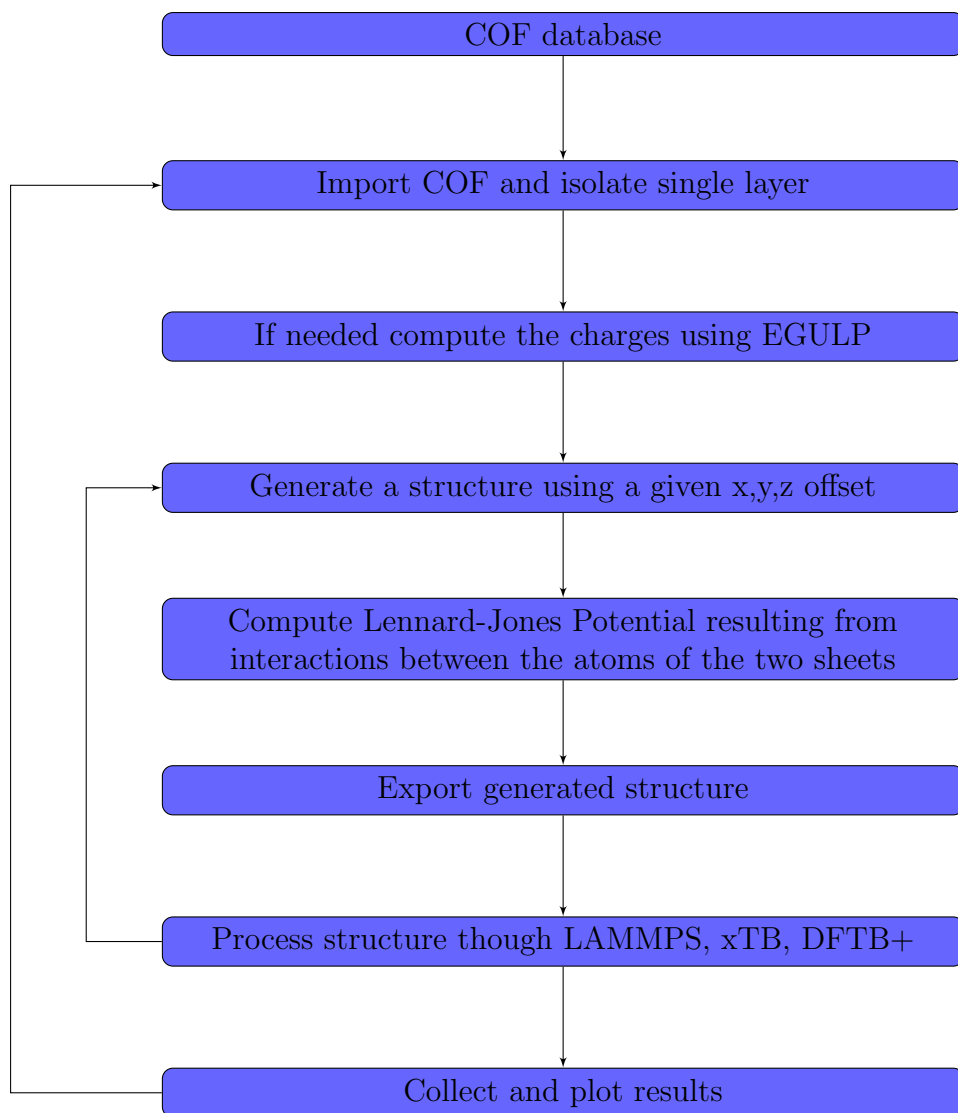 COF database
Import COF and isolate single layer
If needed compute the charges using EGULP
Generate a structure using a given x,y,z offset
Compute Lennard-Jones Potential resulting from
interactions between the atoms of the two sheets
Export generated structure
Process structure though LAMMPS, xTB, DFTB+
Collect and plot results